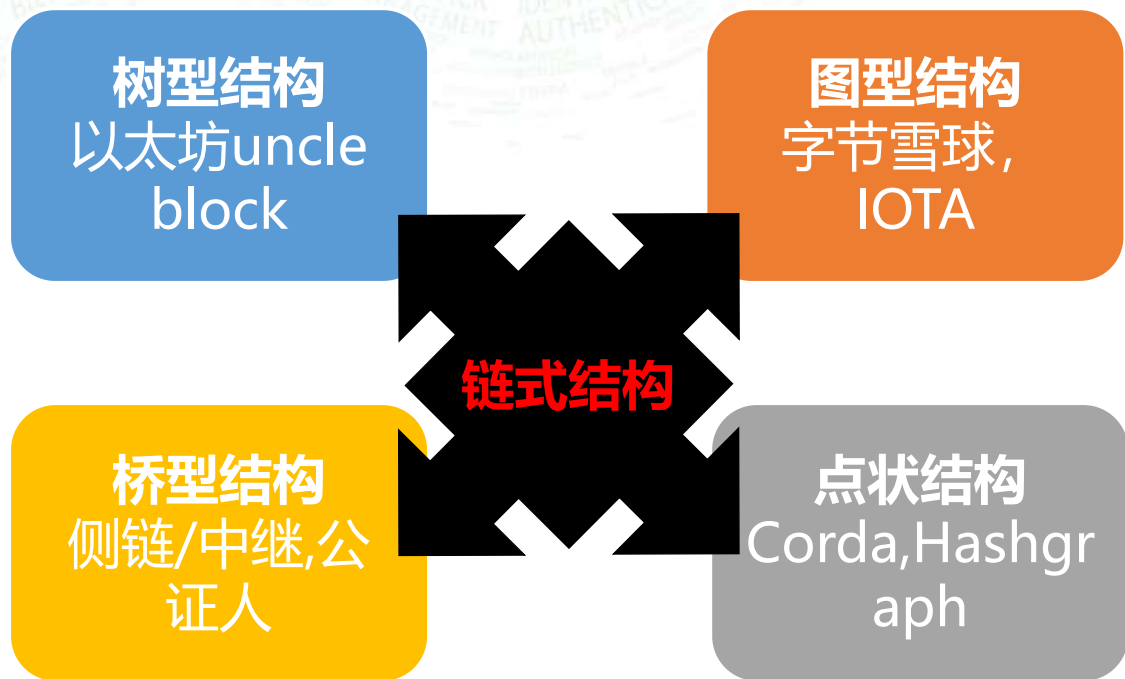 树型结构
以太坊uncle
block
图型结构
字节雪球，
IOTA
链式结构
桥型结构
侧链/中继,公
证人
点状结构
Corda,Hashgr
aph